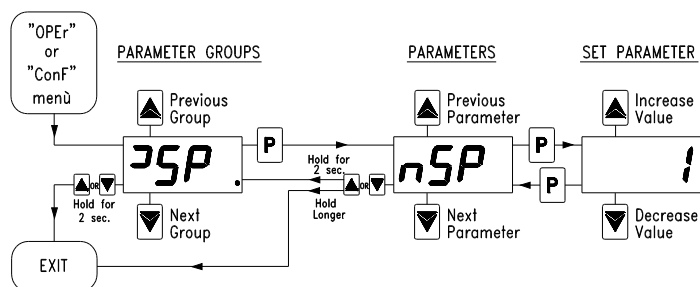 "OPEr"
or
"ConF"
menù
PARAMETER GROUPS
PARAMETERS
SET PARAMETER
Previous
Group
Previous
Parameter
Increase
Value
P
P
P
SP.
nSP
1
OR
Hold for
2 sec.
Hold for
2 sec.
OR
Hold
Longer
Next
Group
Next
Parameter
Decrease
Value
EXIT